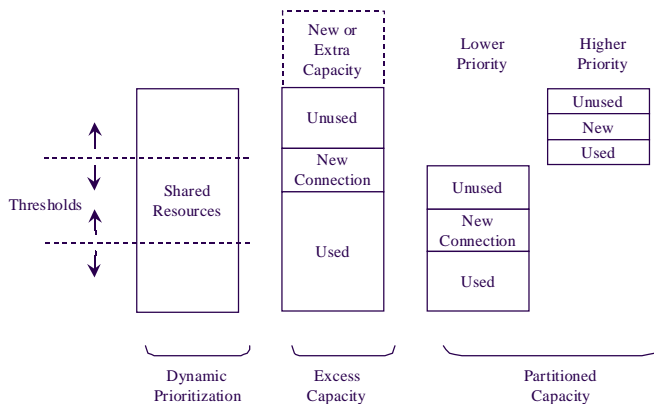 New or
Extra
Capacity
Lower
Priority
Higher
Priority
Unused
Unused
New
New
Connection
Used
Thresholds
Shared
Resources
Unused
New
Connection
Used
Used
Dynamic
Prioritization
Excess
Capacity
Partitioned
Capacity